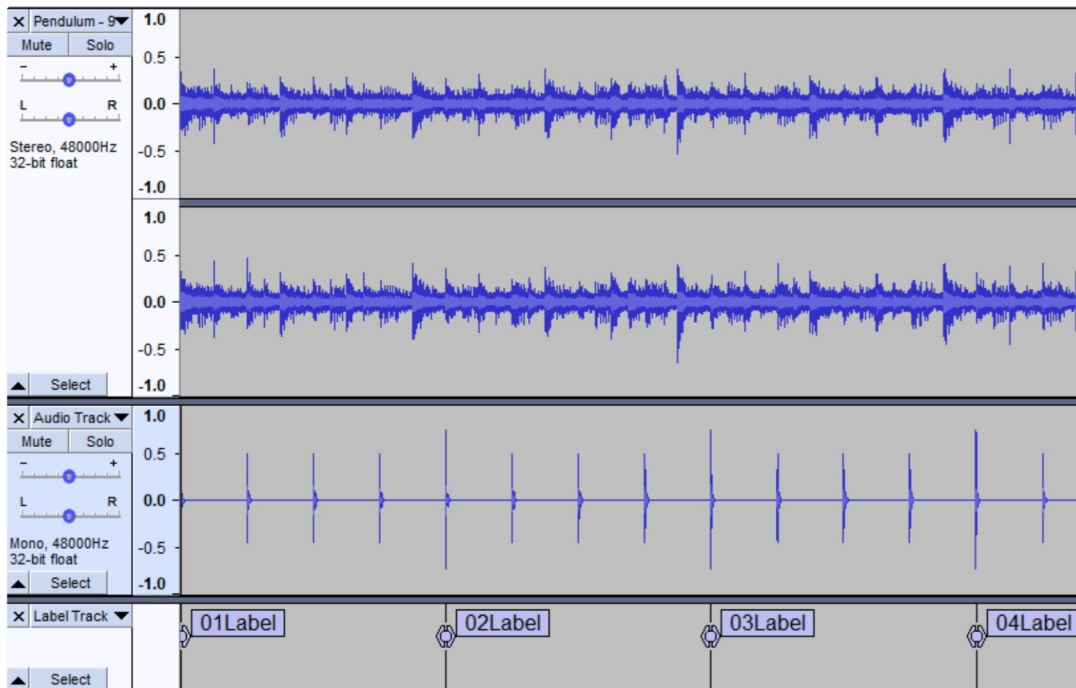 Pendulum - 9
Mute Solo
- +
L R
Stereo, 48000Hz
32-bit float
Select
1.0
0.5
0.0
-0.5
-1.0
1.0
0.5
0.0
-0.5
-1.0
Audio Track
Mute Solo
- +
L R
Mono, 48000Hz
32-bit float
Select
1.0
0.5
0.0
-0.5
-1.0
Label Track
Select
01Label
02Label
03Label
04Label